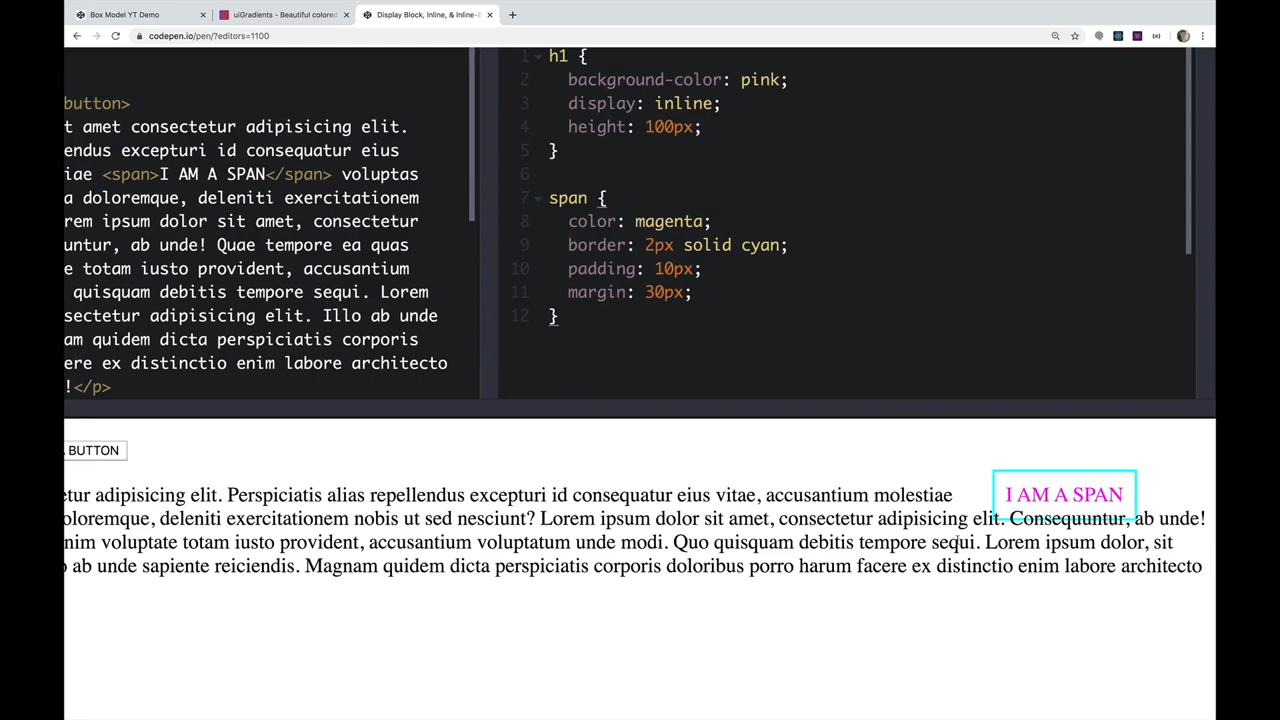 Box Model YT Demo
uiGradients - Beautiful colored
Display Block, Inline, & Inline-
codepen.io/pen/?editors=1100
button>
t amet consectetur adipisicing elit.
endus excepturi id consequatur eius
iae <span>I AM A SPAN</span> voluptas
a doloremque, deleniti exercitationem
rem ipsum dolor sit amet, consectetur
untur, ab unde! Quae tempore ea quas
e totam iusto provident, accusantium
quisquam debitis tempore sequi. Lorem
sectetur adipisicing elit. Illo ab unde
am quidem dicta perspiciatis corporis
ere ex distinctio enim labore architecto
!</p>
1 h1 {
2 background-color: pink;
3 display: inline;
4 height: 100px;
5 }
6
7 span {
8 color: magenta;
9 border: 2px solid cyan;
10 padding: 10px;
11 margin: 30px;
12 }
BUTTON
etur adipisicing elit. Perspiciatis alias repellendus excepturi id consequatur eius vitae, accusantium molestiae I AM A SPAN
oloremque, deleniti exercitationem nobis ut sed nesciunt? Lorem ipsum dolor sit amet, consectetur adipisicing elit. Consequuntur, ab unde!
nim voluptate totam iusto provident, accusantium voluptatum unde modi. Quo quisquam debitis tempore sequi. Lorem ipsum dolor, sit
o ab unde sapiente reiciendis. Magnam quidem dicta perspiciatis corporis doloribus porro harum facere ex distinctio enim labore architecto